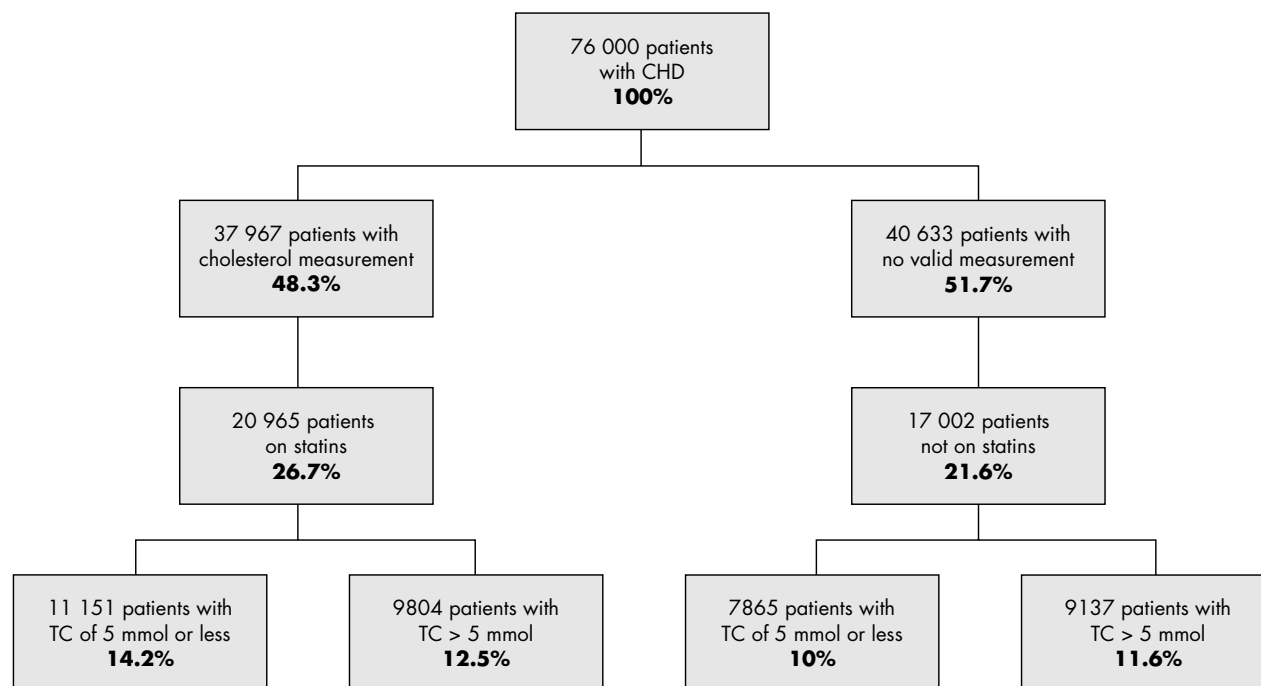 76 000 patients
with CHD
100%
37 967 patients with
cholesterol measurement
48.3%
40 633 patients with
no valid measurement
51.7%
20 965 patients
on statins
26.7%
17 002 patients
not on statins
21.6%
11 151 patients with
TC of 5 mmol or less
14.2%
9804 patients with
TC > 5 mmol
12.5%
7865 patients with
TC of 5 mmol or less
10%
9137 patients with
TC > 5 mmol
11.6%